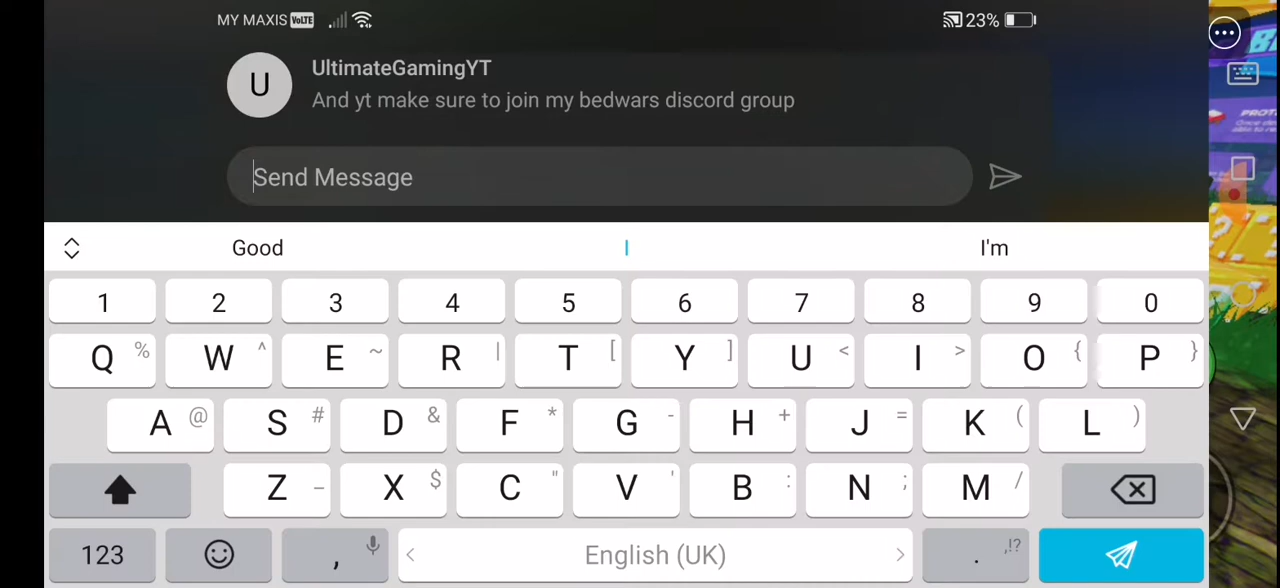 MY MAXIS VoLTE 23%
U UltimateGamingYT
And yt make sure to join my bedwars discord group
Send Message
Good I I'm
1 2 3 4 5 6 7 8 9 0
Q % W ^ E ~ R | T [ Y ] U < I > O { P }
A @ S # D & F * G - H + J = K ( L )
Z _ X $ C " V ' B : N ; M /
123 , < English (UK) > . ,!?